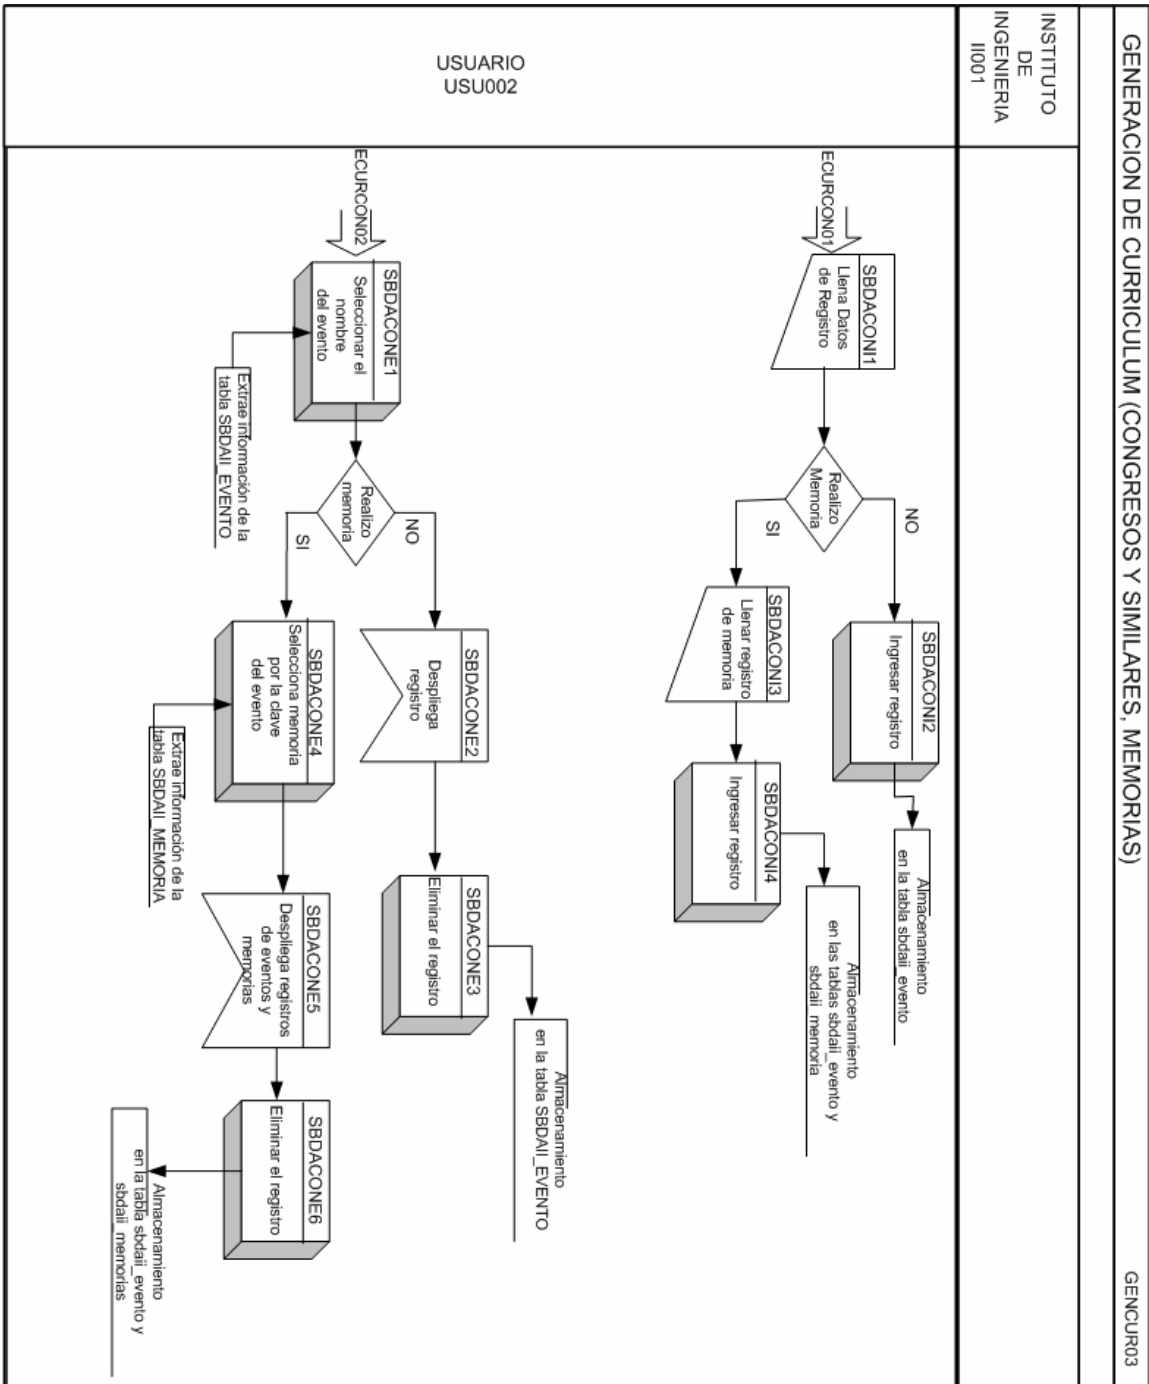 GENERACION DE CURRICULUM (CONGRESOS Y SIMILARES, MEMORIAS)
GENCUR03
INSTITUTO
DE
INGENIERIA
II001
USUARIO
USU002
ECURCON01
SBDACONI1
Llena Datos
de Registro
Realizo
Memoria
NO
SI
SBDACONI2
Ingresar registro
Almacenamiento
en la tabla sbdaii_evento
SBDACONI3
Llenar registro
de memoria
SBDACONI4
Ingresar registro
Almacenamiento
en las tablas sbdaii_evento y
sbdaii_memoria
ECURCON02
SBDACONE1
Seleccionar el
nombre
del evento
Extrae información de la
tabla SBDAII_EVENTO
Realizo
memoria
NO
SI
SBDACONE2
Despliega
registro
SBDACONE3
Eliminar el registro
Almacenamiento
en la tabla SBDAII_EVENTO
SBDACONE4
Selecciona memoria
por la clave
del evento
Extrae información de la
tabla SBDAII_MEMORIA
SBDACONE5
Despliega registros
de eventos y
memorias
SBDACONE6
Eliminar el registro
Almacenamiento
en la tabla sbdaii_evento y
sbdaii_memorias